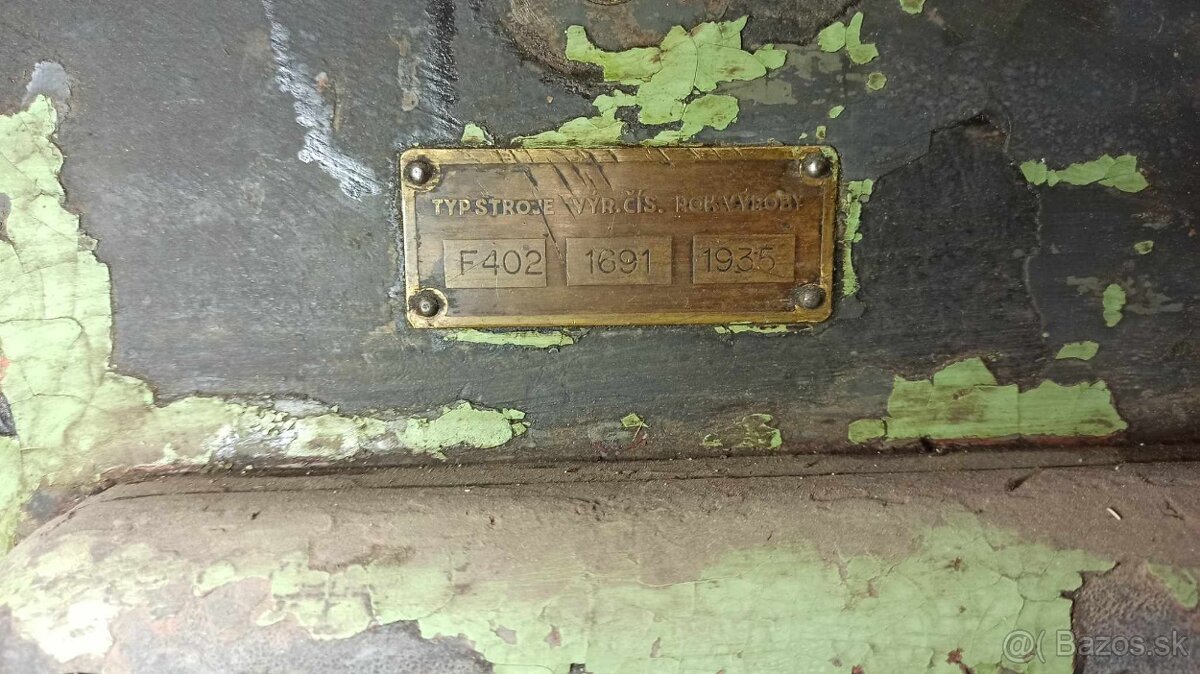 TYP STROJE VYR. ČÍS. ROK VÝROBY
F402 1691 1935
@( Bazos.sk